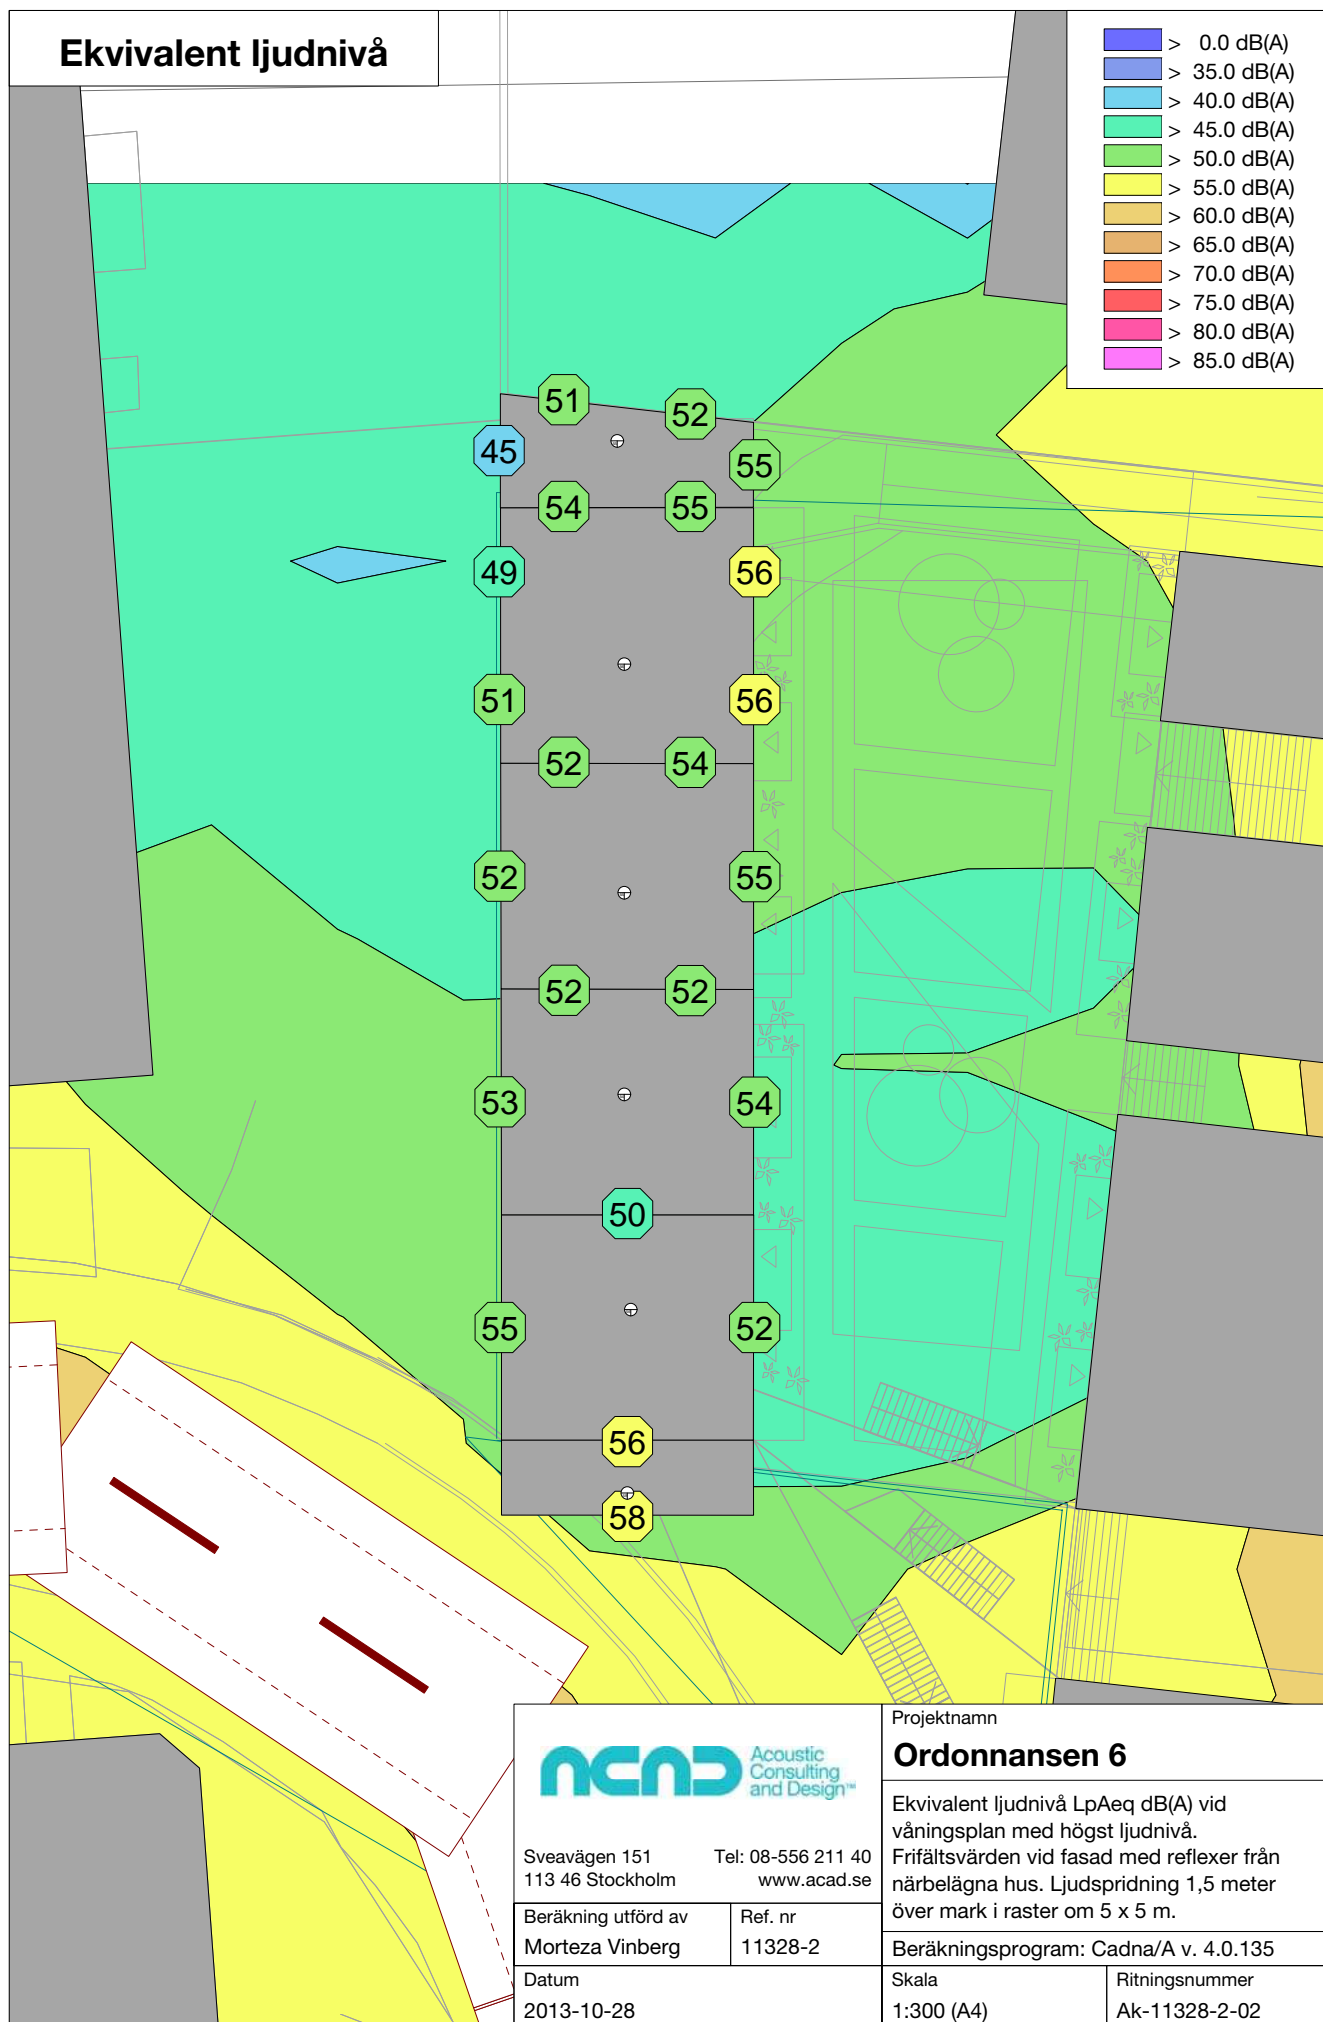 Ekvivalent ljudnivå
> 0.0 dB(A)
> 35.0 dB(A)
> 40.0 dB(A)
> 45.0 dB(A)
> 50.0 dB(A)
> 55.0 dB(A)
> 60.0 dB(A)
> 65.0 dB(A)
> 70.0 dB(A)
> 75.0 dB(A)
> 80.0 dB(A)
> 85.0 dB(A)
51
52
45
55
54
55
49
56
51
56
52
54
52
55
52
52
53
54
50
55
52
56
58
ACAD
Acoustic
Consulting
and Design™
Sveavägen 151
113 46 Stockholm
Tel: 08-556 211 40
www.acad.se
Beräkning utförd av
Morteza Vinberg
Ref. nr
11328-2
Datum
2013-10-28
Projektnamn
Ordonnansen 6
Ekvivalent ljudnivå LpAeq dB(A) vid
våningsplan med högst ljudnivå.
Frifältsvärden vid fasad med reflexer från
närbelägna hus. Ljudspridning 1,5 meter
över mark i raster om 5 x 5 m.
Beräkningsprogram: Cadna/A v. 4.0.135
Skala
1:300 (A4)
Ritningsnummer
Ak-11328-2-02